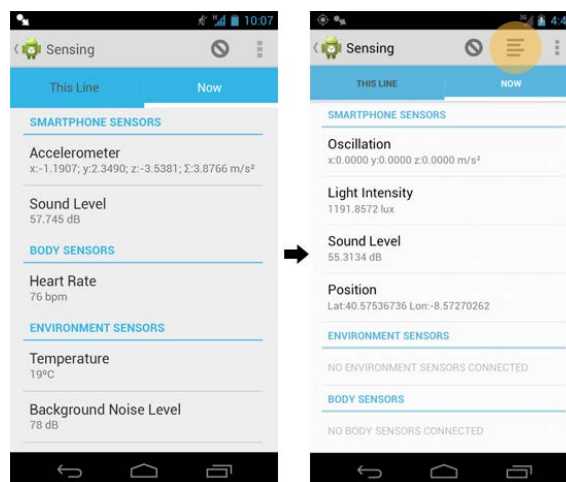 10:07
Sensing
This Line
Now
SMARTPHONE SENSORS
Accelerometer
x:-1.1907; y:2.3490; z:-3.5381; Σ:3.8766 m/s²
Sound Level
57.745 dB
BODY SENSORS
Heart Rate
76 bpm
ENVIRONMENT SENSORS
Temperature
19ºC
Background Noise Level
78 dB
Sensing
THIS LINE
NOW
SMARTPHONE SENSORS
Oscillation
x:0.0000 y:0.0000 z:0.0000 m/s²
Light Intensity
1191.8572 lux
Sound Level
55.3134 dB
Position
Lat:40.57536736 Lon:-8.57270262
ENVIRONMENT SENSORS
NO ENVIRONMENT SENSORS CONNECTED
BODY SENSORS
NO BODY SENSORS CONNECTED